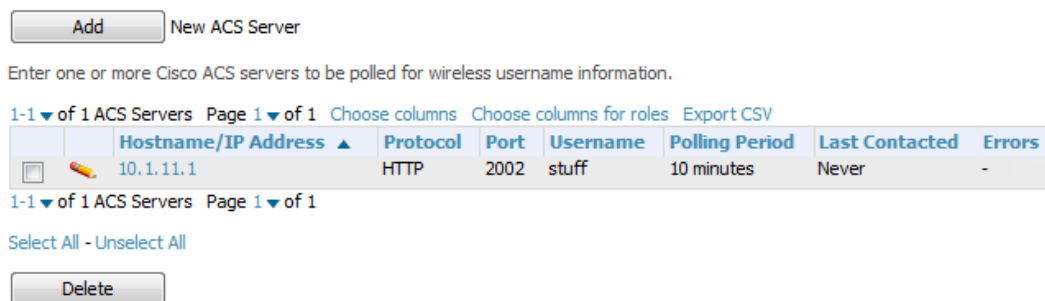 Add New ACS Server
Enter one or more Cisco ACS servers to be polled for wireless username information.
1-1 of 1 ACS Servers Page 1 of 1 Choose columns Choose columns for roles Export CSV
Hostname/IP Address Protocol Port Username Polling Period Last Contacted Errors
10.1.11.1 HTTP 2002 stuff 10 minutes Never -
1-1 of 1 ACS Servers Page 1 of 1
Select All - Unselect All
Delete